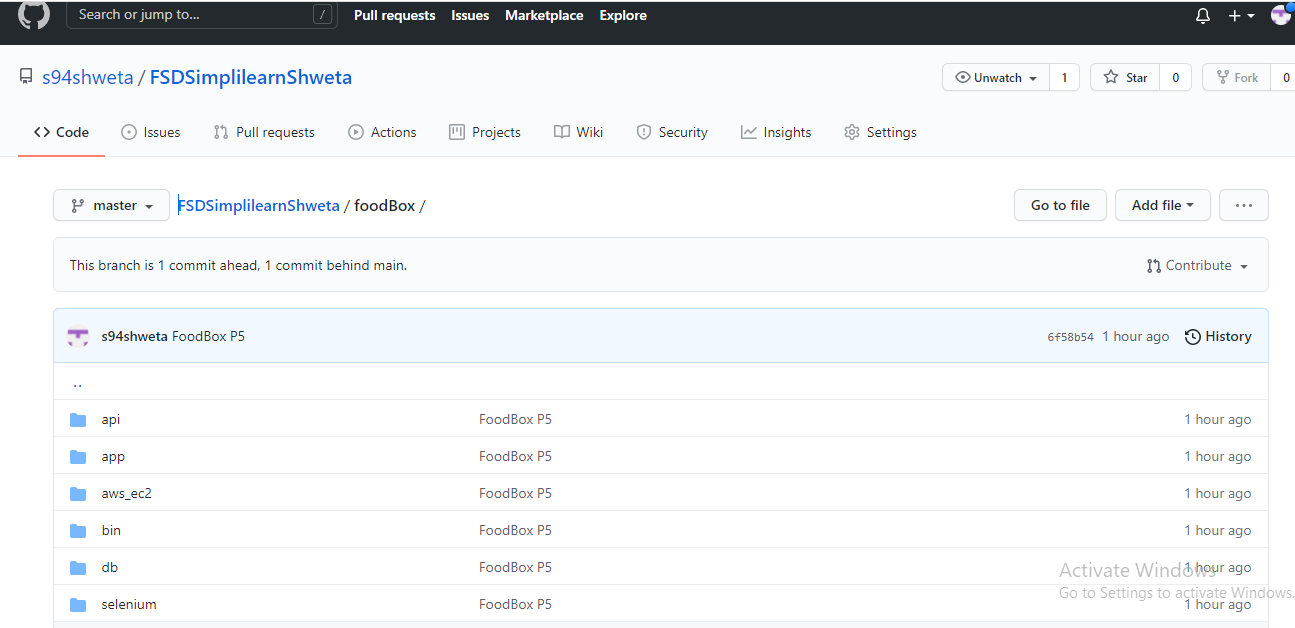 Search or jump to... /
Pull requests Issues Marketplace Explore
s94shweta / FSDSimplilearnShweta
Unwatch 1 Star 0 Fork 0
Code Issues Pull requests Actions Projects Wiki Security Insights Settings
master FSDSimplilearnShweta / foodBox /
Go to file Add file ...
This branch is 1 commit ahead, 1 commit behind main.
Contribute
s94shweta FoodBox P5 6f58b54 1 hour ago History
..
api FoodBox P5 1 hour ago
app FoodBox P5 1 hour ago
aws_ec2 FoodBox P5 1 hour ago
bin FoodBox P5 1 hour ago
db FoodBox P5 1 hour ago
Activate Windows
Go to Settings to activate Windows.
selenium FoodBox P5 1 hour ago